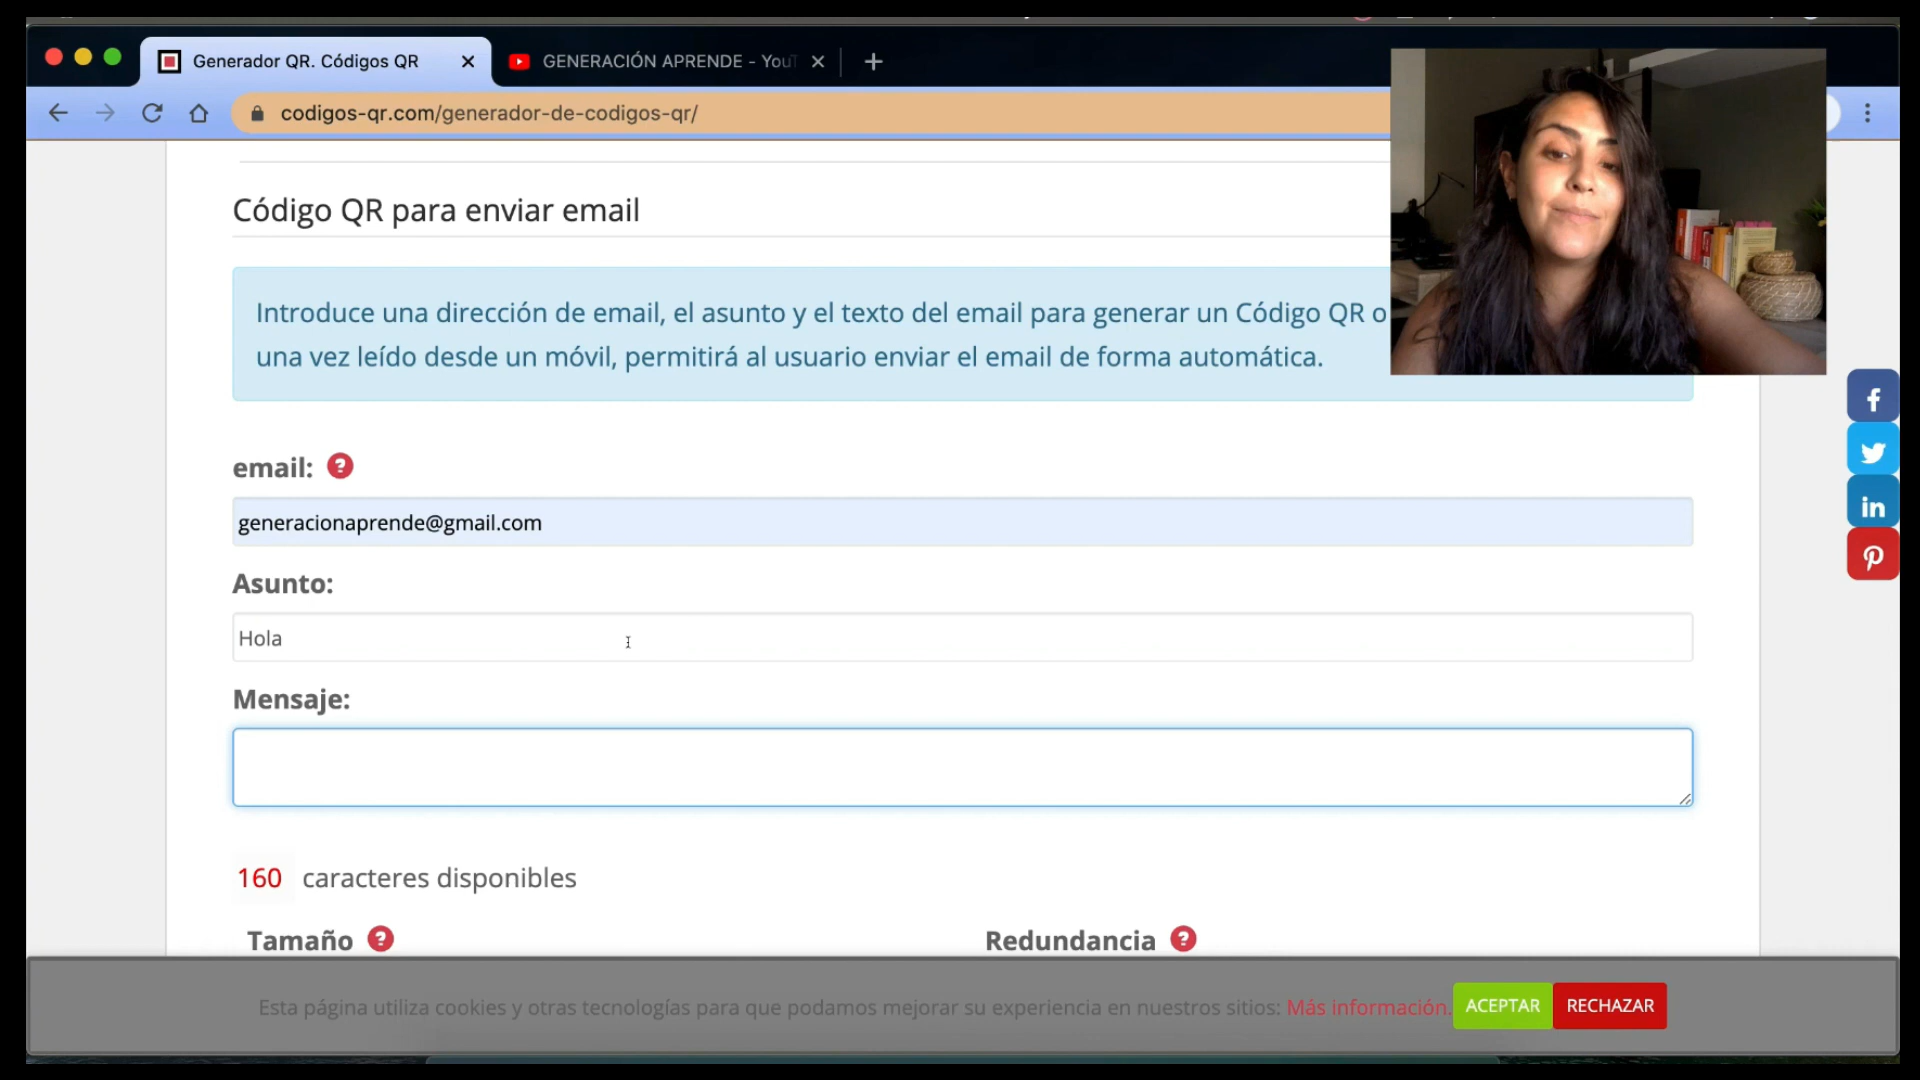 Generador QR. Códigos QR
GENERACIÓN APRENDE - YouT
codigos-qr.com/generador-de-codigos-qr/
Código QR para enviar email
Introduce una dirección de email, el asunto y el texto del email para generar un Código QR o
una vez leído desde un móvil, permitirá al usuario enviar el email de forma automática.
email: ?
generacionaprende@gmail.com
Asunto:
Hola
Mensaje:
160 caracteres disponibles
Tamaño ? Redundancia ?
Esta página utiliza cookies y otras tecnologías para que podamos mejorar su experiencia en nuestros sitios: Más información. ACEPTAR RECHAZAR